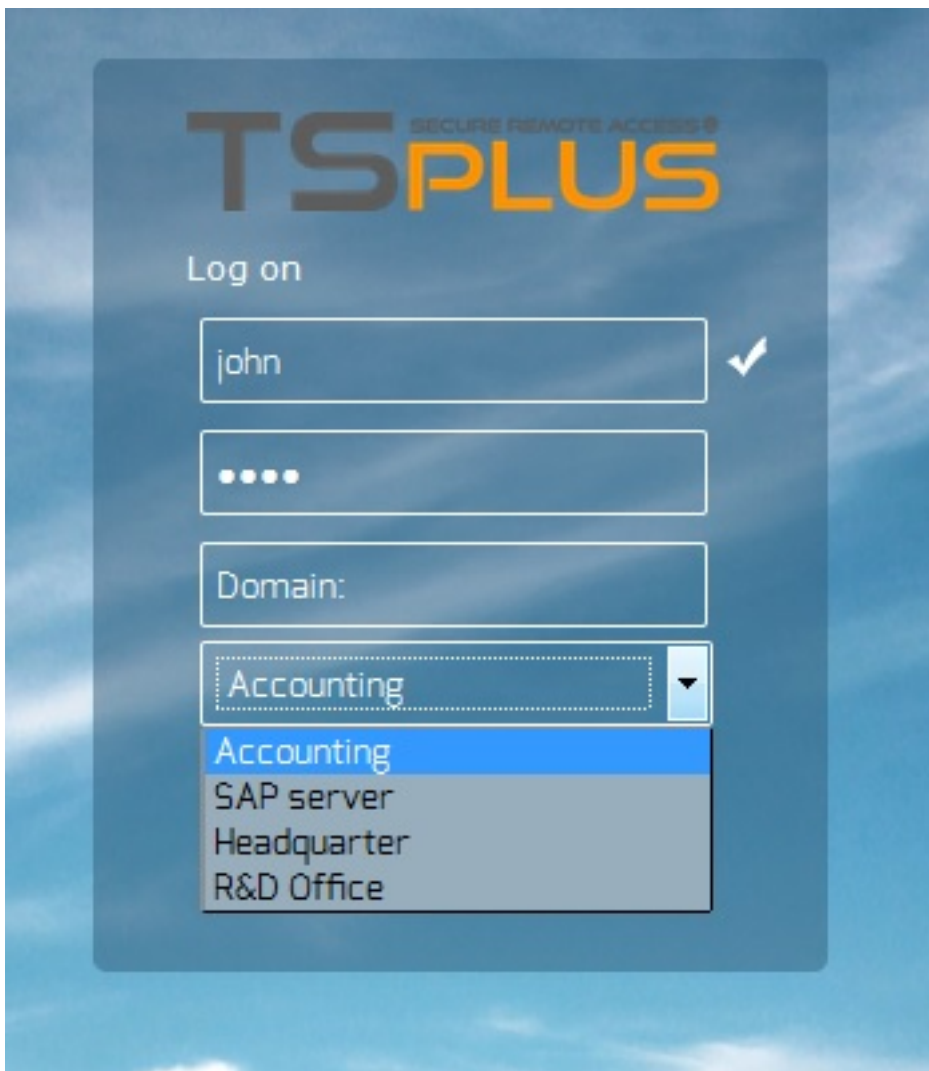 TS PLUS SECURE REMOTE ACCESS
Log on
john
••••
Domain:
Accounting
Accounting
SAP server
Headquarter
R&D Office